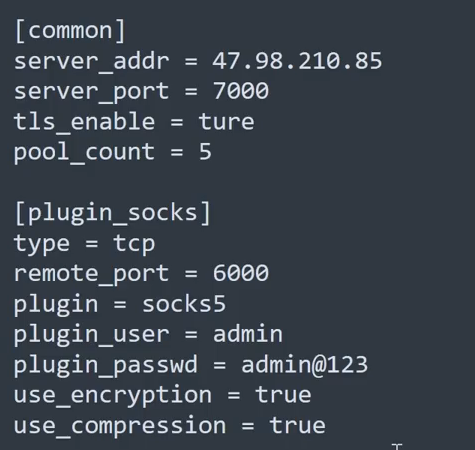 [common]
server_addr = 47.98.210.85
server_port = 7000
tls_enable = ture
pool_count = 5
[plugin_socks]
type = tcp
remote_port = 6000
plugin = socks5
plugin_user = admin
plugin_passwd = admin@123
use_encryption = true
use_compression = true